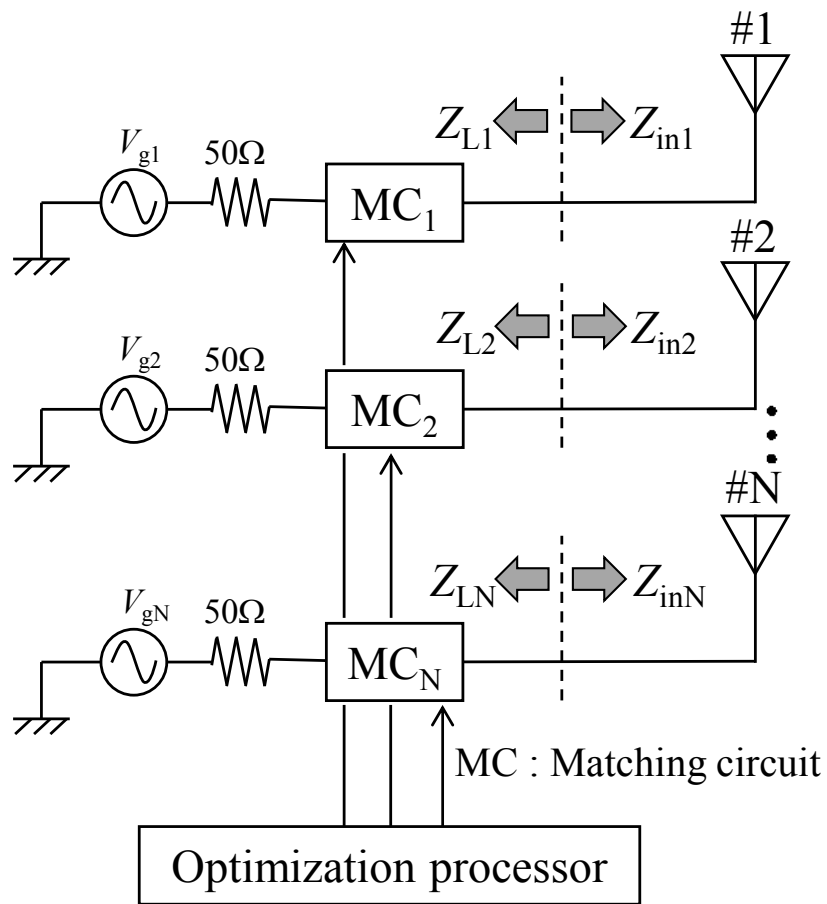 #1
Z_L1 Z_in1
V_g1 50Ω
MC_1
#2
Z_L2 Z_in2
V_g2 50Ω
MC_2
#N
Z_LN Z_inN
V_gN 50Ω
MC_N
MC : Matching circuit
Optimization processor